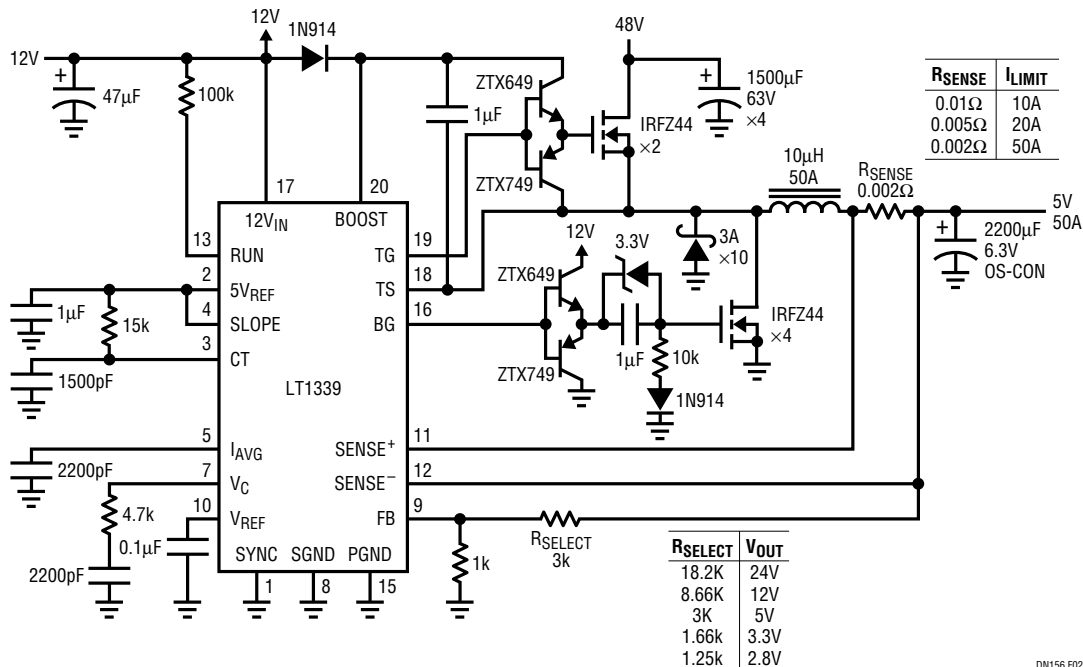 12V
12V
1N914
48V
+
47µF
100k
1µF
ZTX649
ZTX749
IRFZ44
×2
+
1500µF
63V
×4
RSENSE ILIMIT
0.01Ω 10A
0.005Ω 20A
0.002Ω 50A
10µH
50A
RSENSE
0.002Ω
5V
50A
+
2200µF
6.3V
OS-CON
17
20
12VIN
BOOST
13
RUN
19
TG
2
5VREF
18
TS
4
SLOPE
16
BG
3
CT
1µF
15k
1500pF
LT1339
12V
ZTX649
ZTX749
3.3V
1µF
10k
1N914
3A
×10
IRFZ44
×4
5
IAVG
11
SENSE+
2200pF
7
VC
12
SENSE−
10
VREF
9
FB
4.7k
2200pF
0.1µF
SYNC SGND PGND
1
8
15
1k
RSELECT
3k
RSELECT VOUT
18.2K 24V
8.66K 12V
3K 5V
1.66k 3.3V
1.25k 2.8V
DN156 F02